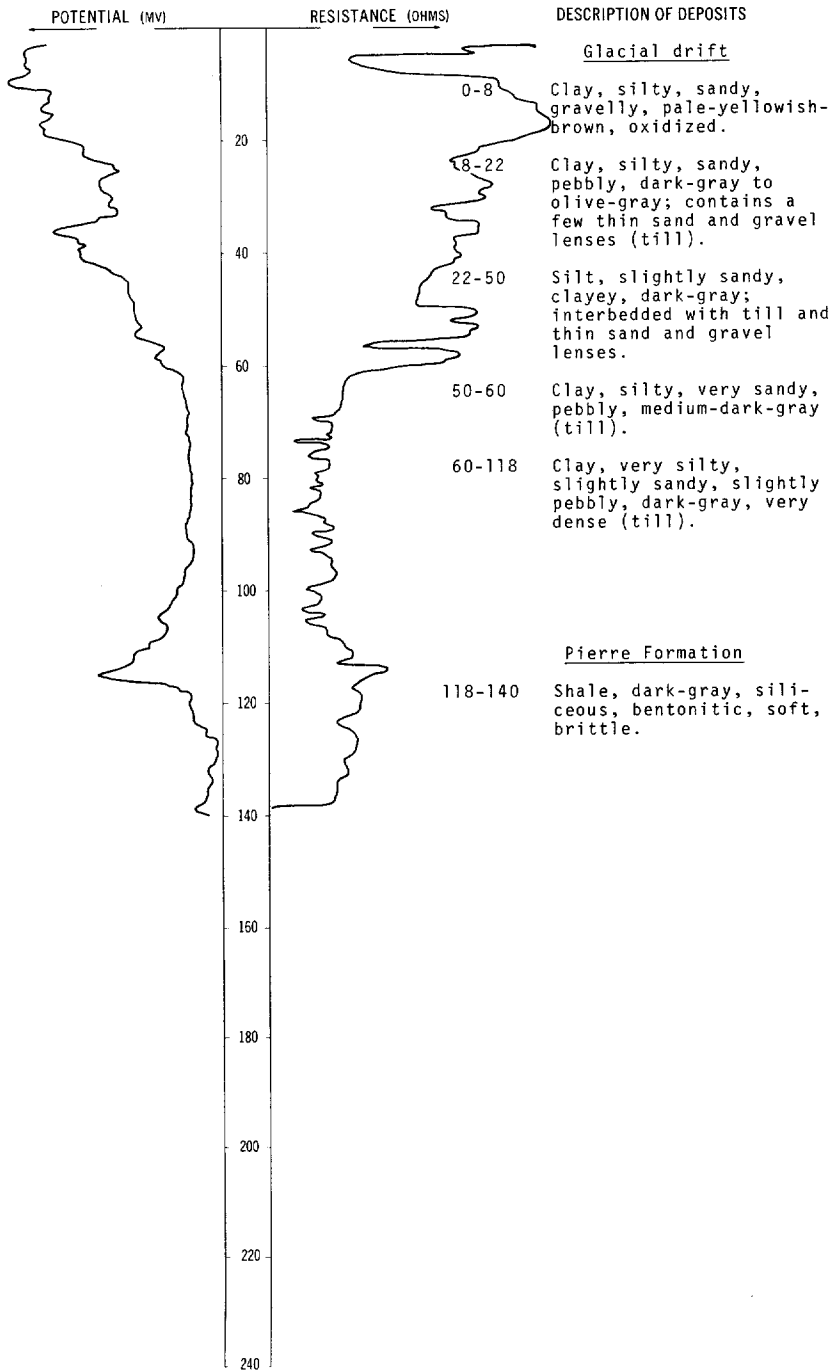 POTENTIAL (MV)
RESISTANCE (OHMS)
DESCRIPTION OF DEPOSITS
Glacial drift
0-8 Clay, silty, sandy,
gravelly, pale-yellowish-
brown, oxidized.
8-22 Clay, silty, sandy,
pebbly, dark-gray to
olive-gray; contains a
few thin sand and gravel
lenses (till).
22-50 Silt, slightly sandy,
clayey, dark-gray;
interbedded with till and
thin sand and gravel
lenses.
50-60 Clay, silty, very sandy,
pebbly, medium-dark-gray
(till).
60-118 Clay, very silty,
slightly sandy, slightly
pebbly, dark-gray, very
dense (till).
Pierre Formation
118-140 Shale, dark-gray, sili-
ceous, bentonitic, soft,
brittle.
20
40
60
80
100
120
140
160
180
200
220
240